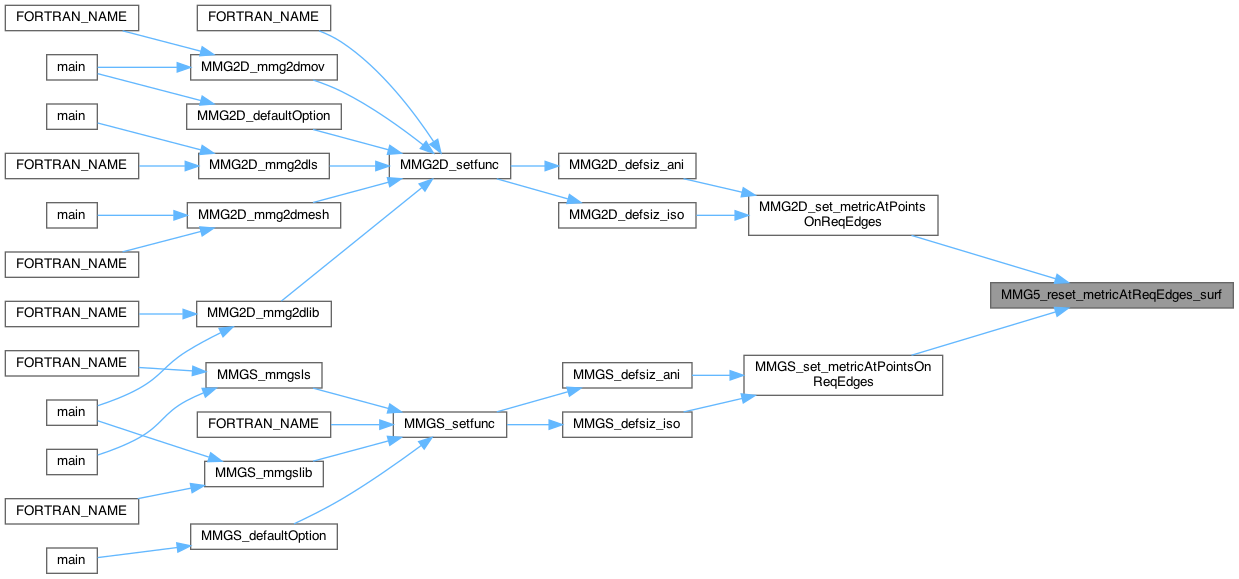 FORTRAN_NAME
FORTRAN_NAME
main
MMG2D_mmg2dmov
main
MMG2D_defaultOption
FORTRAN_NAME
MMG2D_mmg2dls
MMG2D_setfunc
MMG2D_defsiz_ani
main
MMG2D_mmg2dmesh
MMG2D_defsiz_iso
MMG2D_set_metricAtPoints
OnReqEdges
FORTRAN_NAME
MMG5_reset_metricAtReqEdges_surf
FORTRAN_NAME
MMG2D_mmg2dlib
FORTRAN_NAME
MMGS_mmgsls
MMGS_defsiz_ani
MMGS_set_metricAtPointsOn
ReqEdges
main
FORTRAN_NAME
MMGS_setfunc
MMGS_defsiz_iso
main
MMGS_mmgslib
FORTRAN_NAME
MMGS_defaultOption
main